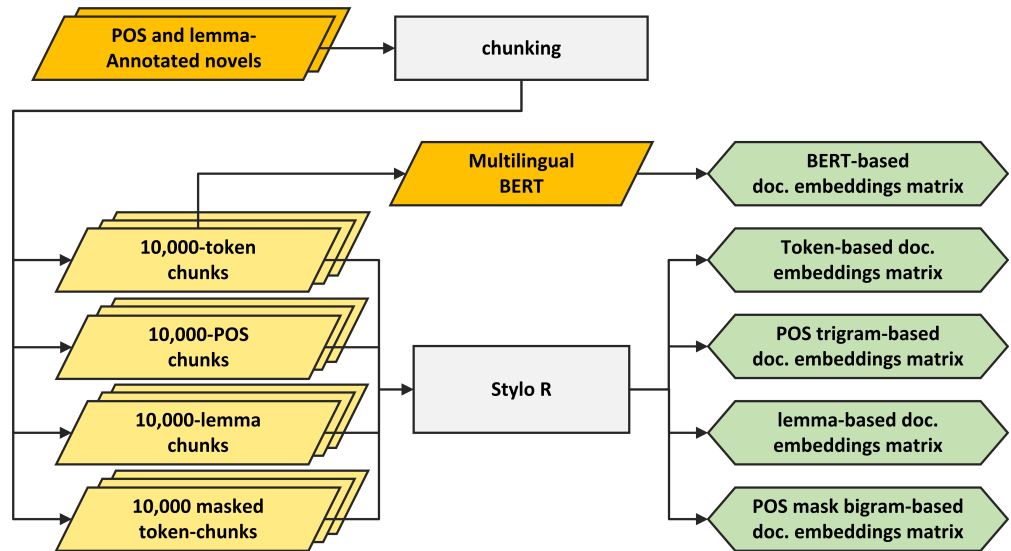 POS and lemma-
Annotated novels
chunking
Multilingual
BERT
BERT-based
doc. embeddings matrix
10,000-token
chunks
Token-based doc.
embeddings matrix
10,000-POS
chunks
POS trigram-based
doc. embeddings matrix
Stylo R
10,000-lemma
chunks
lemma-based doc.
embeddings matrix
10,000 masked
token-chunks
POS mask bigram-based
doc. embeddings matrix